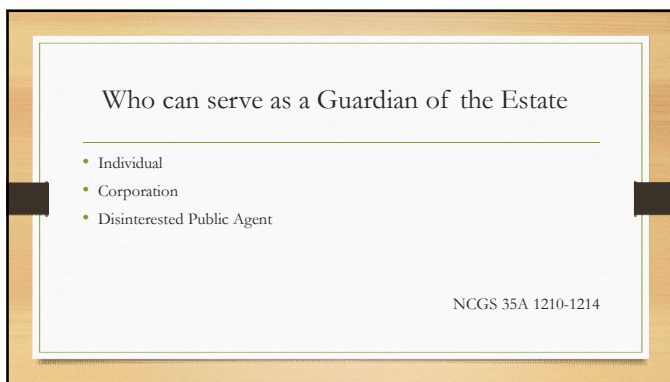 Who can serve as a Guardian of the Estate
• Individual
• Corporation
• Disinterested Public Agent
NCGS 35A 1210-1214